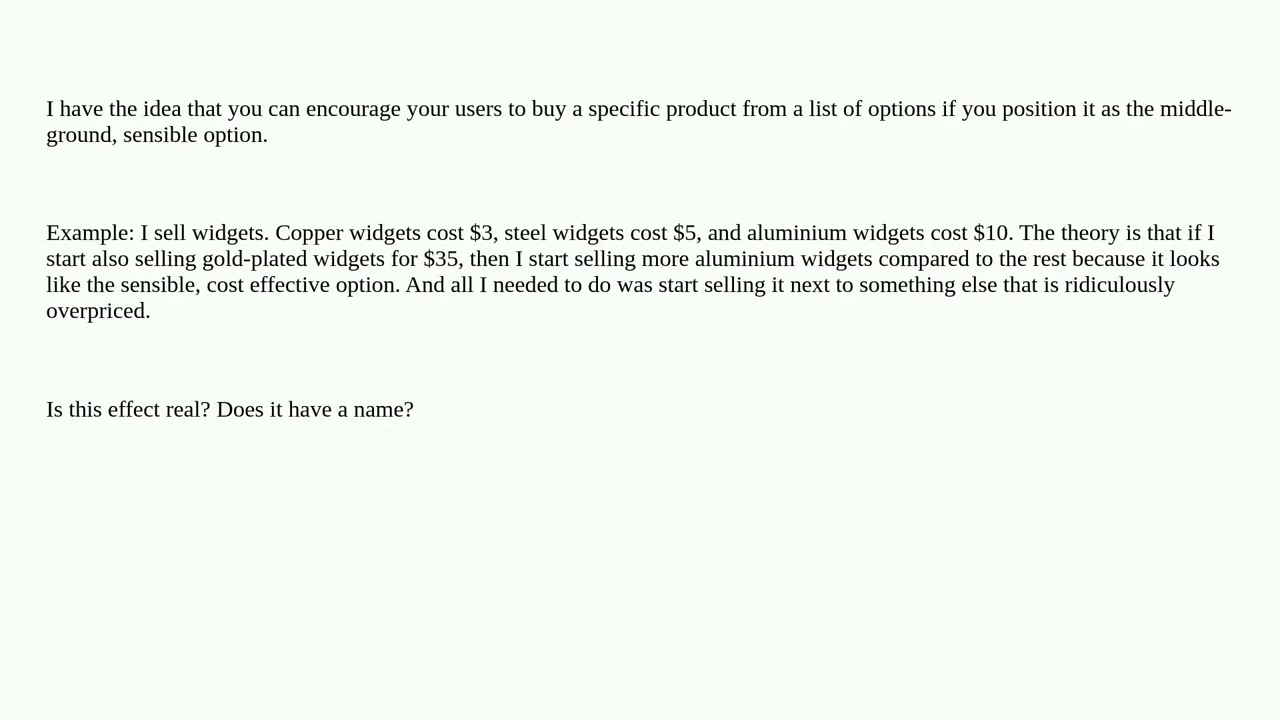 I have the idea that you can encourage your users to buy a specific product from a list of options if you position it as the middle-
ground, sensible option.
Example: I sell widgets. Copper widgets cost $3, steel widgets cost $5, and aluminium widgets cost $10. The theory is that if I
start also selling gold-plated widgets for $35, then I start selling more aluminium widgets compared to the rest because it looks
like the sensible, cost effective option. And all I needed to do was start selling it next to something else that is ridiculously
overpriced.
Is this effect real? Does it have a name?